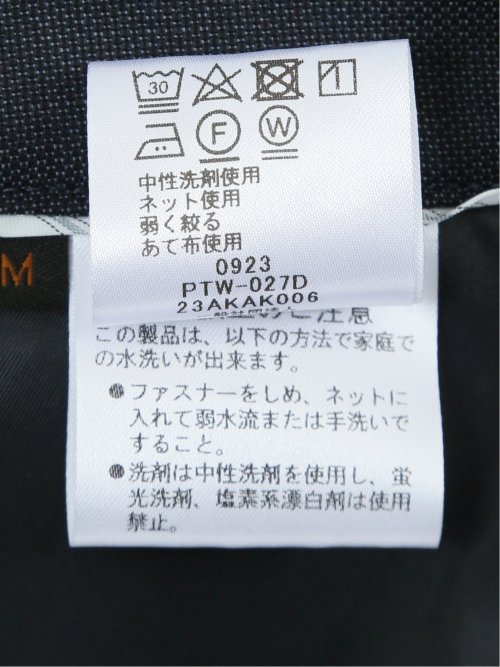 30
F
W
中性洗剤使用
ネット使用
弱く絞る
あて布使用
0923
PTW-027D
23AKAK006
M
ご注意
この製品は、以下の方法で家庭で
の水洗いが出来ます。
●ファスナーをしめ、ネットに
入れて弱水流または手洗いで
すること。
●洗剤は中性洗剤を使用し、蛍
光洗剤、塩素系漂白剤は使用
禁止。